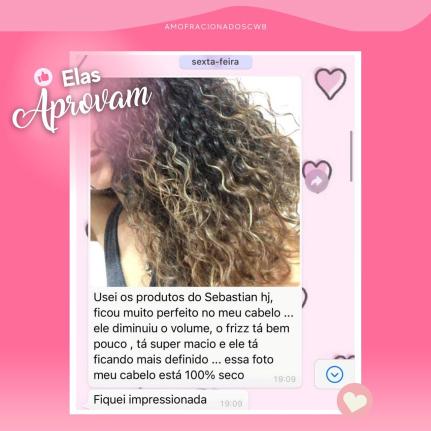 AMOFRACIONADOSCWB
Elas
Aprovam
sexta-feira
Usei os produtos do Sebastian hj,
ficou muito perfeito no meu cabelo ...
ele diminuiu o volume, o frizz tá bem
pouco , tá super macio e ele tá
ficando mais definido ... essa foto
meu cabelo está 100% seco
19:09
Fiquei impressionada
19:09